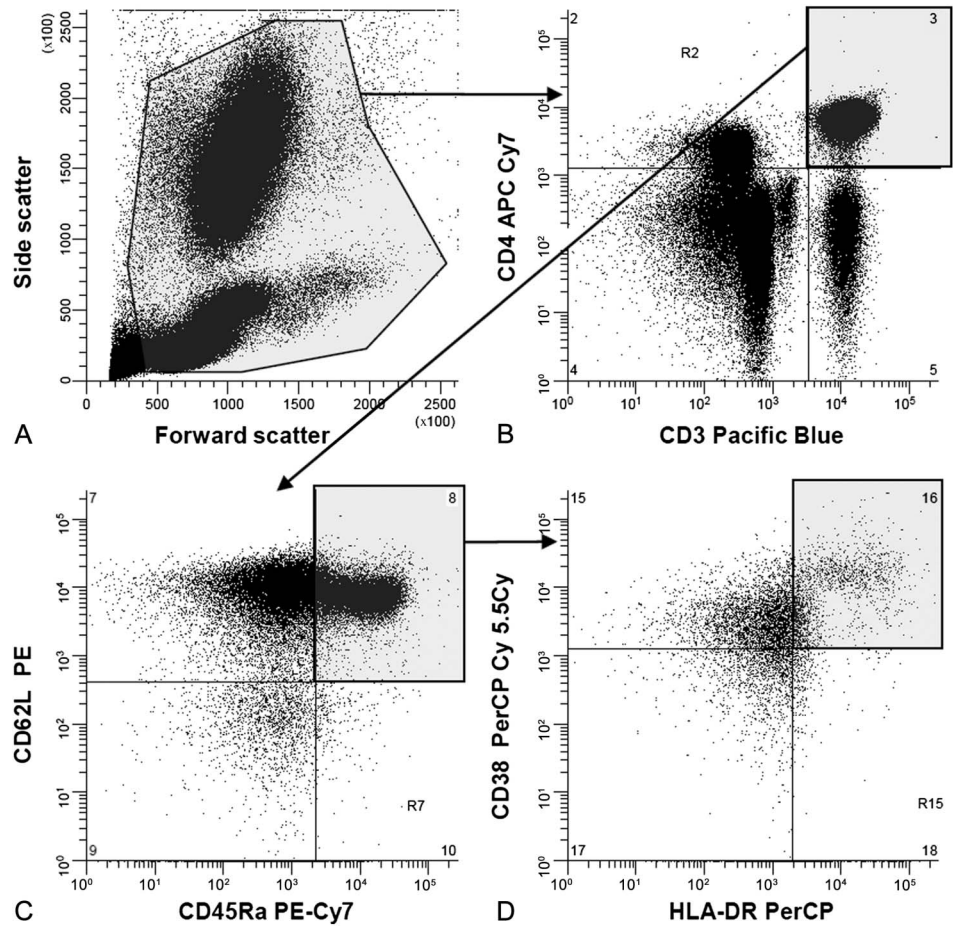 (x100)
2500
2000
1500
1000
500
0
0 500 1000 1500 2000 2500
(x100)
Side scatter
Forward scatter
A
2 3
R2
10⁵
10⁴
10³
10²
10¹
10⁰
4 5
10⁰ 10¹ 10² 10³ 10⁴ 10⁵
CD4 APC Cy7
CD3 Pacific Blue
B
7 8
10⁵
10⁴
10³
10²
10¹
10⁰
R7
9 10
10⁰ 10¹ 10² 10³ 10⁴ 10⁵
CD62L PE
CD45Ra PE-Cy7
C
15 16
10⁵
10⁴
10³
10²
10¹
10⁰
R15
17 18
10⁰ 10¹ 10² 10³ 10⁴ 10⁵
CD38 PerCP Cy 5.5Cy
HLA-DR PerCP
D